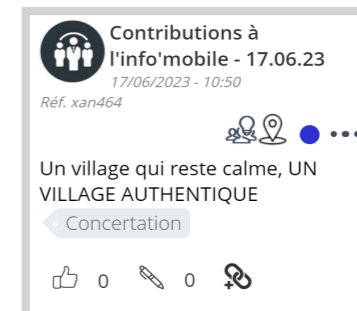 Contributions à
l'info'mobile - 17.06.23
17/06/2023 - 10:50
Réf. xan464
Un village qui reste calme, UN
VILLAGE AUTHENTIQUE
Concertation
0 0